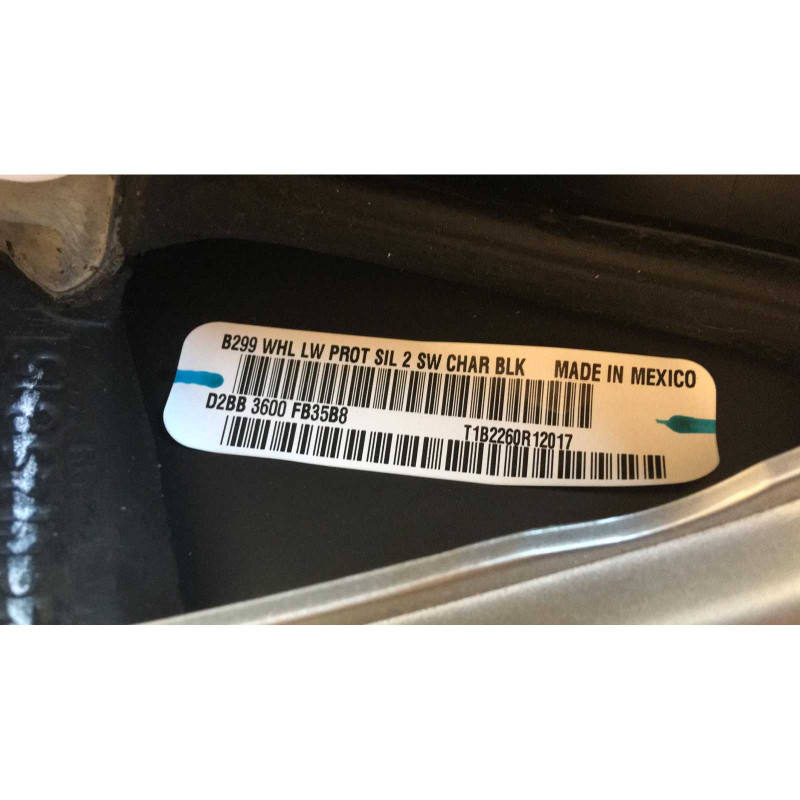 B299 WHL LW PROT SIL 2 SW CHAR BLK MADE IN MEXICO
D2BB 3600 FB35B8 T1B2260R12017